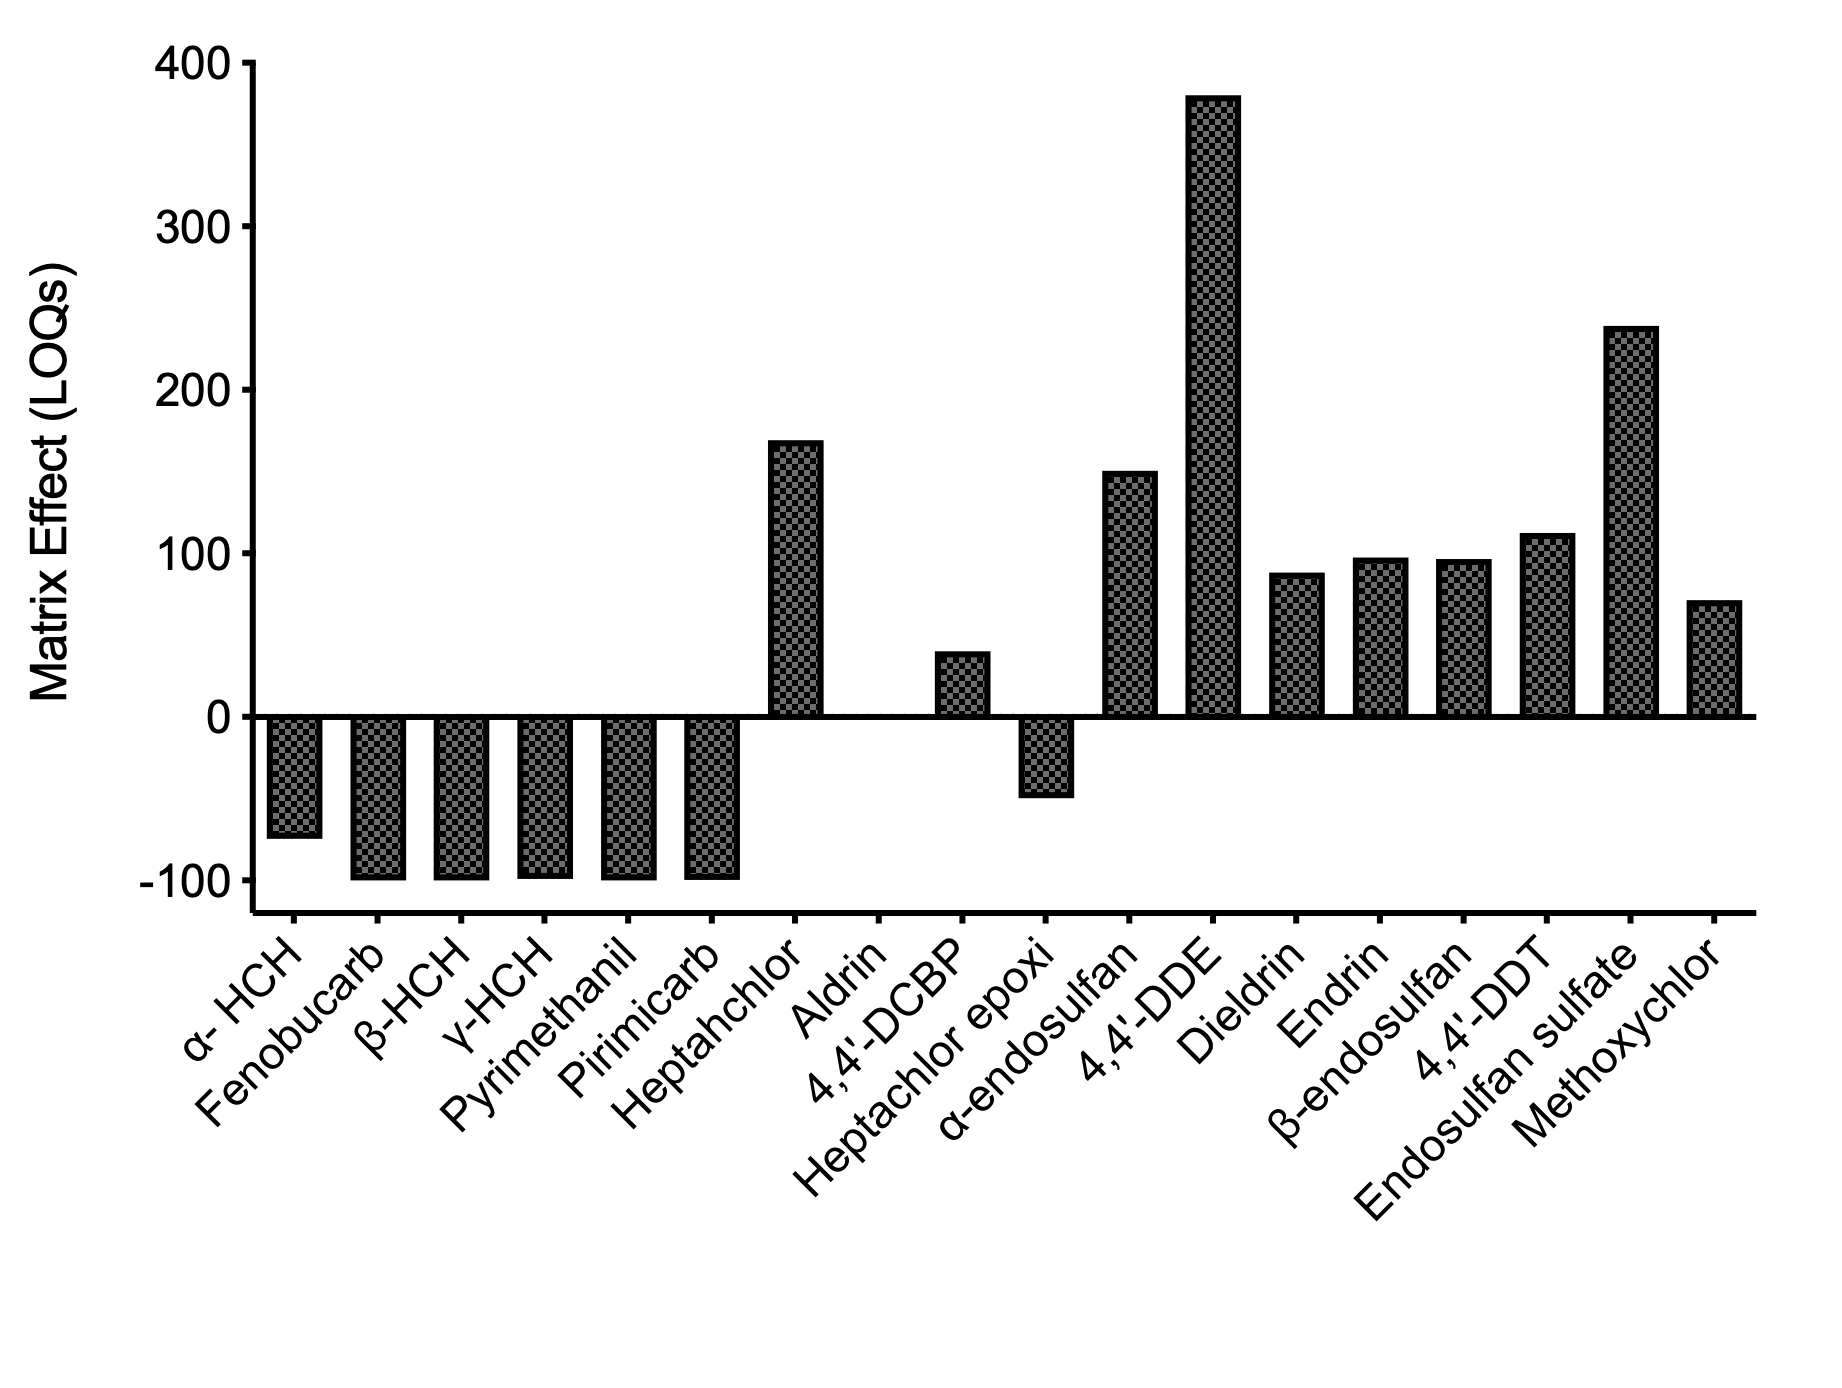 Matrix Effect (LOQs)
400
300
200
100
0
-100
α- HCH
Fenobucarb
β-HCH
γ-HCH
Pyrimethanil
Pirimicarb
Heptahchlor
Aldrin
4,4'-DCBP
Heptachlor epoxi
α-endosulfan
4,4'-DDE
Dieldrin
Endrin
β-endosulfan
4,4'-DDT
Endosulfan sulfate
Methoxychlor